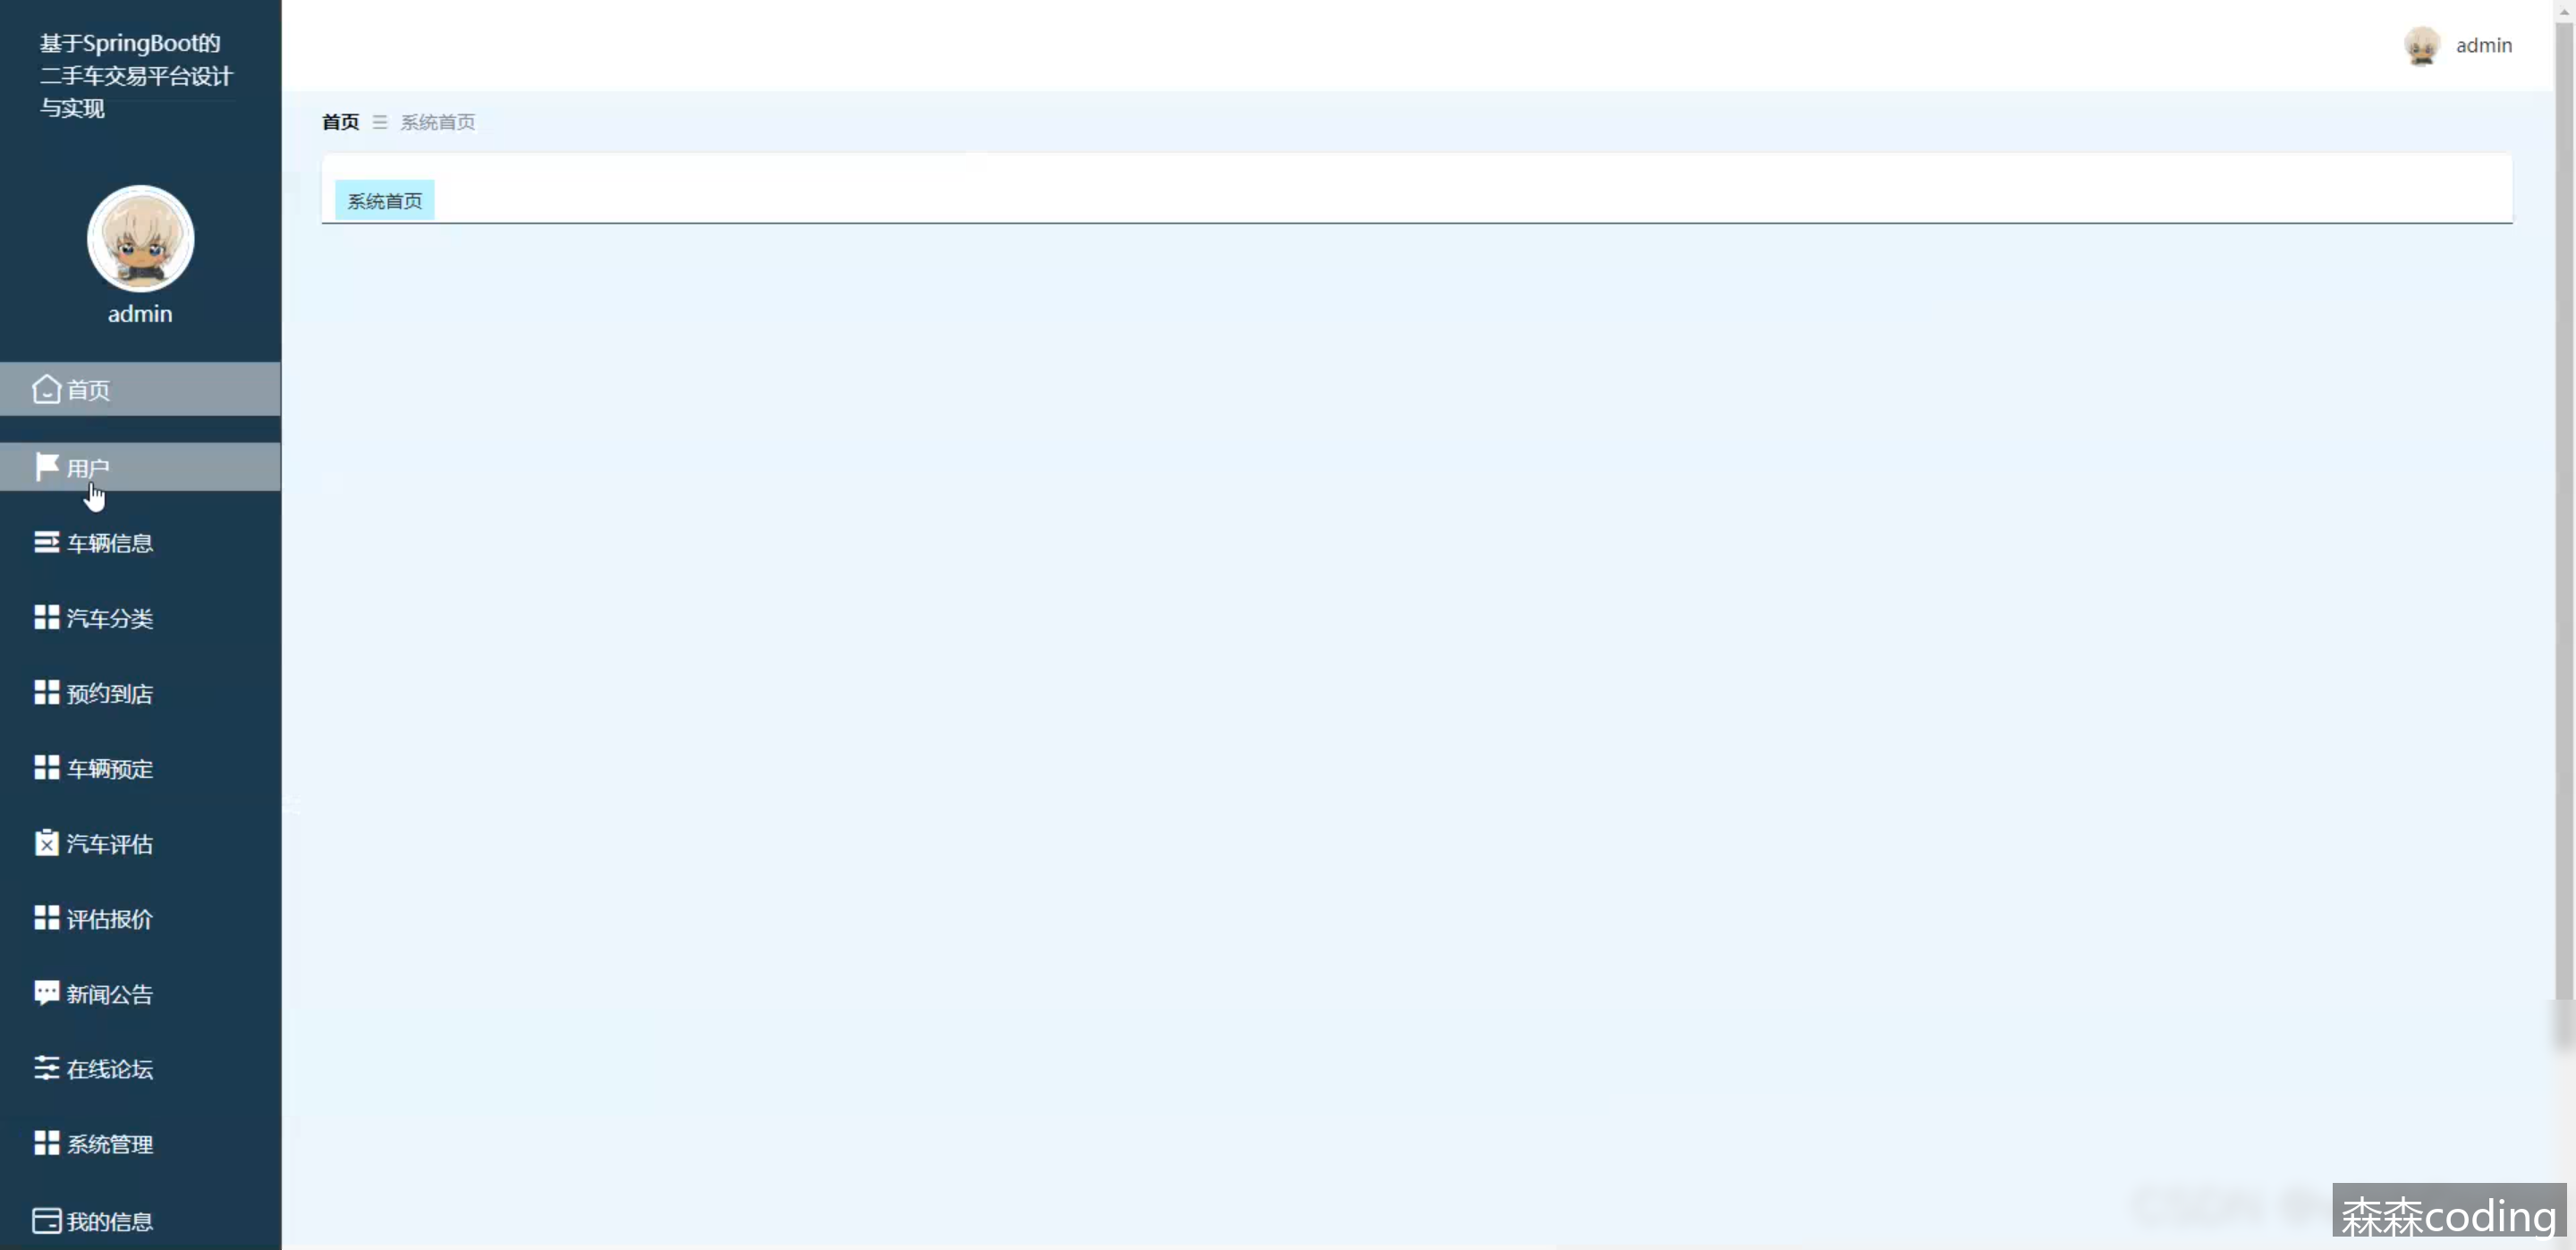 基于SpringBoot的
二手车交易平台设计
与实现
admin
首页
用户
车辆信息
汽车分类
预约到店
车辆预定
汽车评估
评估报价
新闻公告
在线论坛
系统管理
我的信息
admin
首页 系统首页
系统首页
森森coding